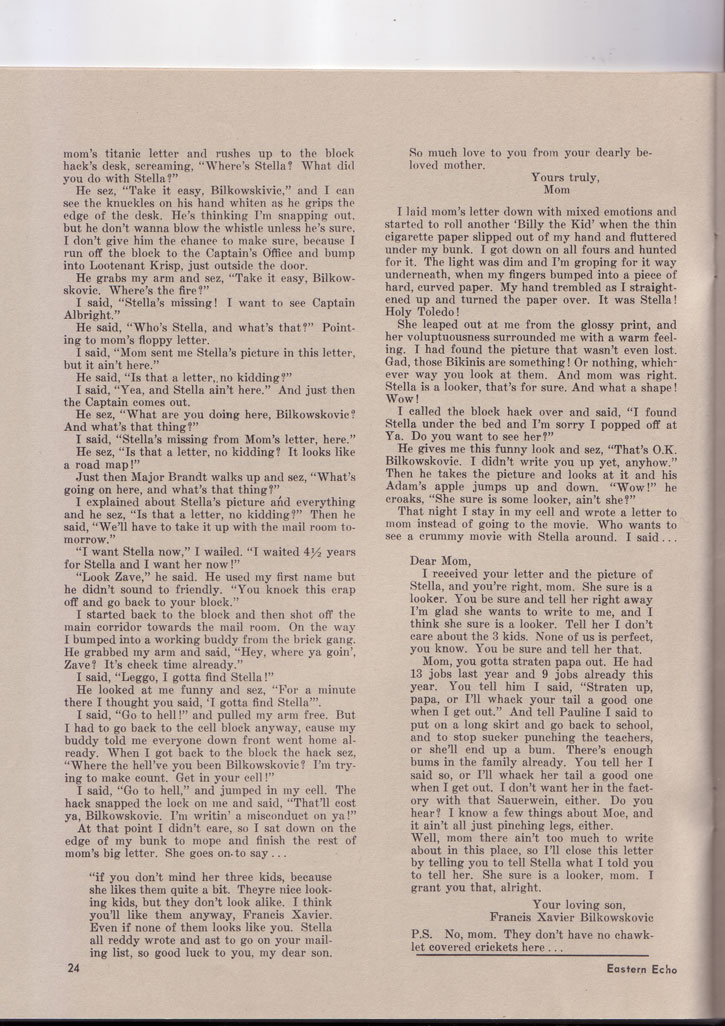 mom's titanic letter and rushes up to the block
hack's desk, screaming, "Where's Stella? What did
you do with Stella?"
He sez, "Take it easy, Bilkowskivic," and I can
see the knuckles on his hand whiten as he grips the
edge of the desk. He's thinking I'm snapping out,
but he don't wanna blow the whistle unless he's sure.
I don't give him the chance to make sure, because I
run off the block to the Captain's Office and bump
into Lootenant Krisp, just outside the door.
He grabs my arm and sez, "Take it easy, Bilkow-
skovic. Where's the fire?"
I said, "Stella's missing! I want to see Captain
Albright."
He said, "Who's Stella, and what's that?" Point-
ing to mom's floppy letter.
I said, "Mom sent me Stella's picture in this letter,
but it ain't here."
He said, "Is that a letter, no kidding?"
I said, "Yea, and Stella ain't here." And just then
the Captain comes out.
He sez, "What are you doing here, Bilkowskovic?
And what's that thing?"
I said, "Stella's missing from Mom's letter, here."
He sez, "Is that a letter, no kidding? It looks like
a road map!"
Just then Major Brandt walks up and sez, "What's
going on here, and what's that thing?"
I explained about Stella's picture and everything
and he sez, "Is that a letter, no kidding?" Then he
said, "We'll have to take it up with the mail room to-
morrow."
"I want Stella now," I wailed. "I waited 4½ years
for Stella and I want her now!"
"Look Zave," he said. He used my first name but
he didn't sound to friendly. "You knock this crap
off and go back to your block."
I started back to the block and then shot off the
main corridor towards the mail room. On the way
I bumped into a working buddy from the brick gang.
He grabbed my arm and said, "Hey, where ya goin',
Zave? It's check time already."
I said, "Leggo, I gotta find Stella!"
He looked at me funny and sez, "For a minute
there I thought you said, 'I gotta find Stella'".
I said, "Go to hell!" and pulled my arm free. But
I had to go back to the cell block anyway, cause my
buddy told me everyone down front went home al-
ready. When I got back to the block the hack sez,
"Where the hell've you been Bilkowskovic? I'm try-
ing to make count. Get in your cell!"
I said, "Go to hell," and jumped in my cell. The
hack snapped the lock on me and said, "That'll cost
ya, Bilkowskovic. I'm writin' a misconduct on ya!"
At that point I didn't care, so I sat down on the
edge of my bunk to mope and finish the rest of
mom's big letter. She goes on to say . . .
"if you don't mind her three kids, because
she likes them quite a bit. Theyre nice look-
ing kids, but they don't look alike. I think
you'll like them anyway, Francis Xavier.
Even if none of them looks like you. Stella
all reddy wrote and ast to go on your mail-
ing list, so good luck to you, my dear son.
24
So much love to you from your dearly be-
loved mother.
Yours truly,
Mom
I laid mom's letter down with mixed emotions and
started to roll another 'Billy the Kid' when the thin
cigarette paper slipped out of my hand and fluttered
under my bunk. I got down on all fours and hunted
for it. The light was dim and I'm groping for it way
underneath, when my fingers bumped into a piece of
hard, curved paper. My hand trembled as I straight-
ened up and turned the paper over. It was Stella!
Holy Toledo!
She leaped out at me from the glossy print, and
her voluptuousness surrounded me with a warm feel-
ing. I had found the picture that wasn't even lost.
Gad, those Bikinis are something! Or nothing, which-
ever way you look at them. And mom was right.
Stella is a looker, that's for sure. And what a shape!
Wow!
I called the block hack over and said, "I found
Stella under the bed and I'm sorry I popped off at
Ya. Do you want to see her?"
He gives me this funny look and sez, "That's O.K.
Bilkowskovic. I didn't write you up yet, anyhow."
Then he takes the picture and looks at it and his
Adam's apple jumps up and down. "Wow!" he
croaks, "She sure is some looker, ain't she?"
That night I stay in my cell and wrote a letter to
mom instead of going to the movie. Who wants to
see a crummy movie with Stella around. I said . . .
Dear Mom,
I received your letter and the picture of
Stella, and you're right, mom. She sure is a
looker. You be sure and tell her right away
I'm glad she wants to write to me, and I
think she sure is a looker. Tell her I don't
care about the 3 kids. None of us is perfect,
you know. You be sure and tell her that.
Mom, you gotta straten papa out. He had
13 jobs last year and 9 jobs already this
year. You tell him I said, "Straten up,
papa, or I'll whack your tail a good one
when I get out." And tell Pauline I said to
put on a long skirt and go back to school,
and to stop sucker punching the teachers,
or she'll end up a bum. There's enough
bums in the family already. You tell her I
said so, or I'll whack her tail a good one
when I get out. I don't want her in the fact-
ory with that Sauerwein, either. Do you
hear? I know a few things about Moe, and
it ain't all just pinching legs, either.
Well, mom there ain't too much to write
about in this place, so I'll close this letter
by telling you to tell Stella what I told you
to tell her. She sure is a looker, mom. I
grant you that, alright.
Your loving son,
Francis Xavier Bilkowskovic
P.S. No, mom. They don't have no chawk-
let covered crickets here . . .
Eastern Echo